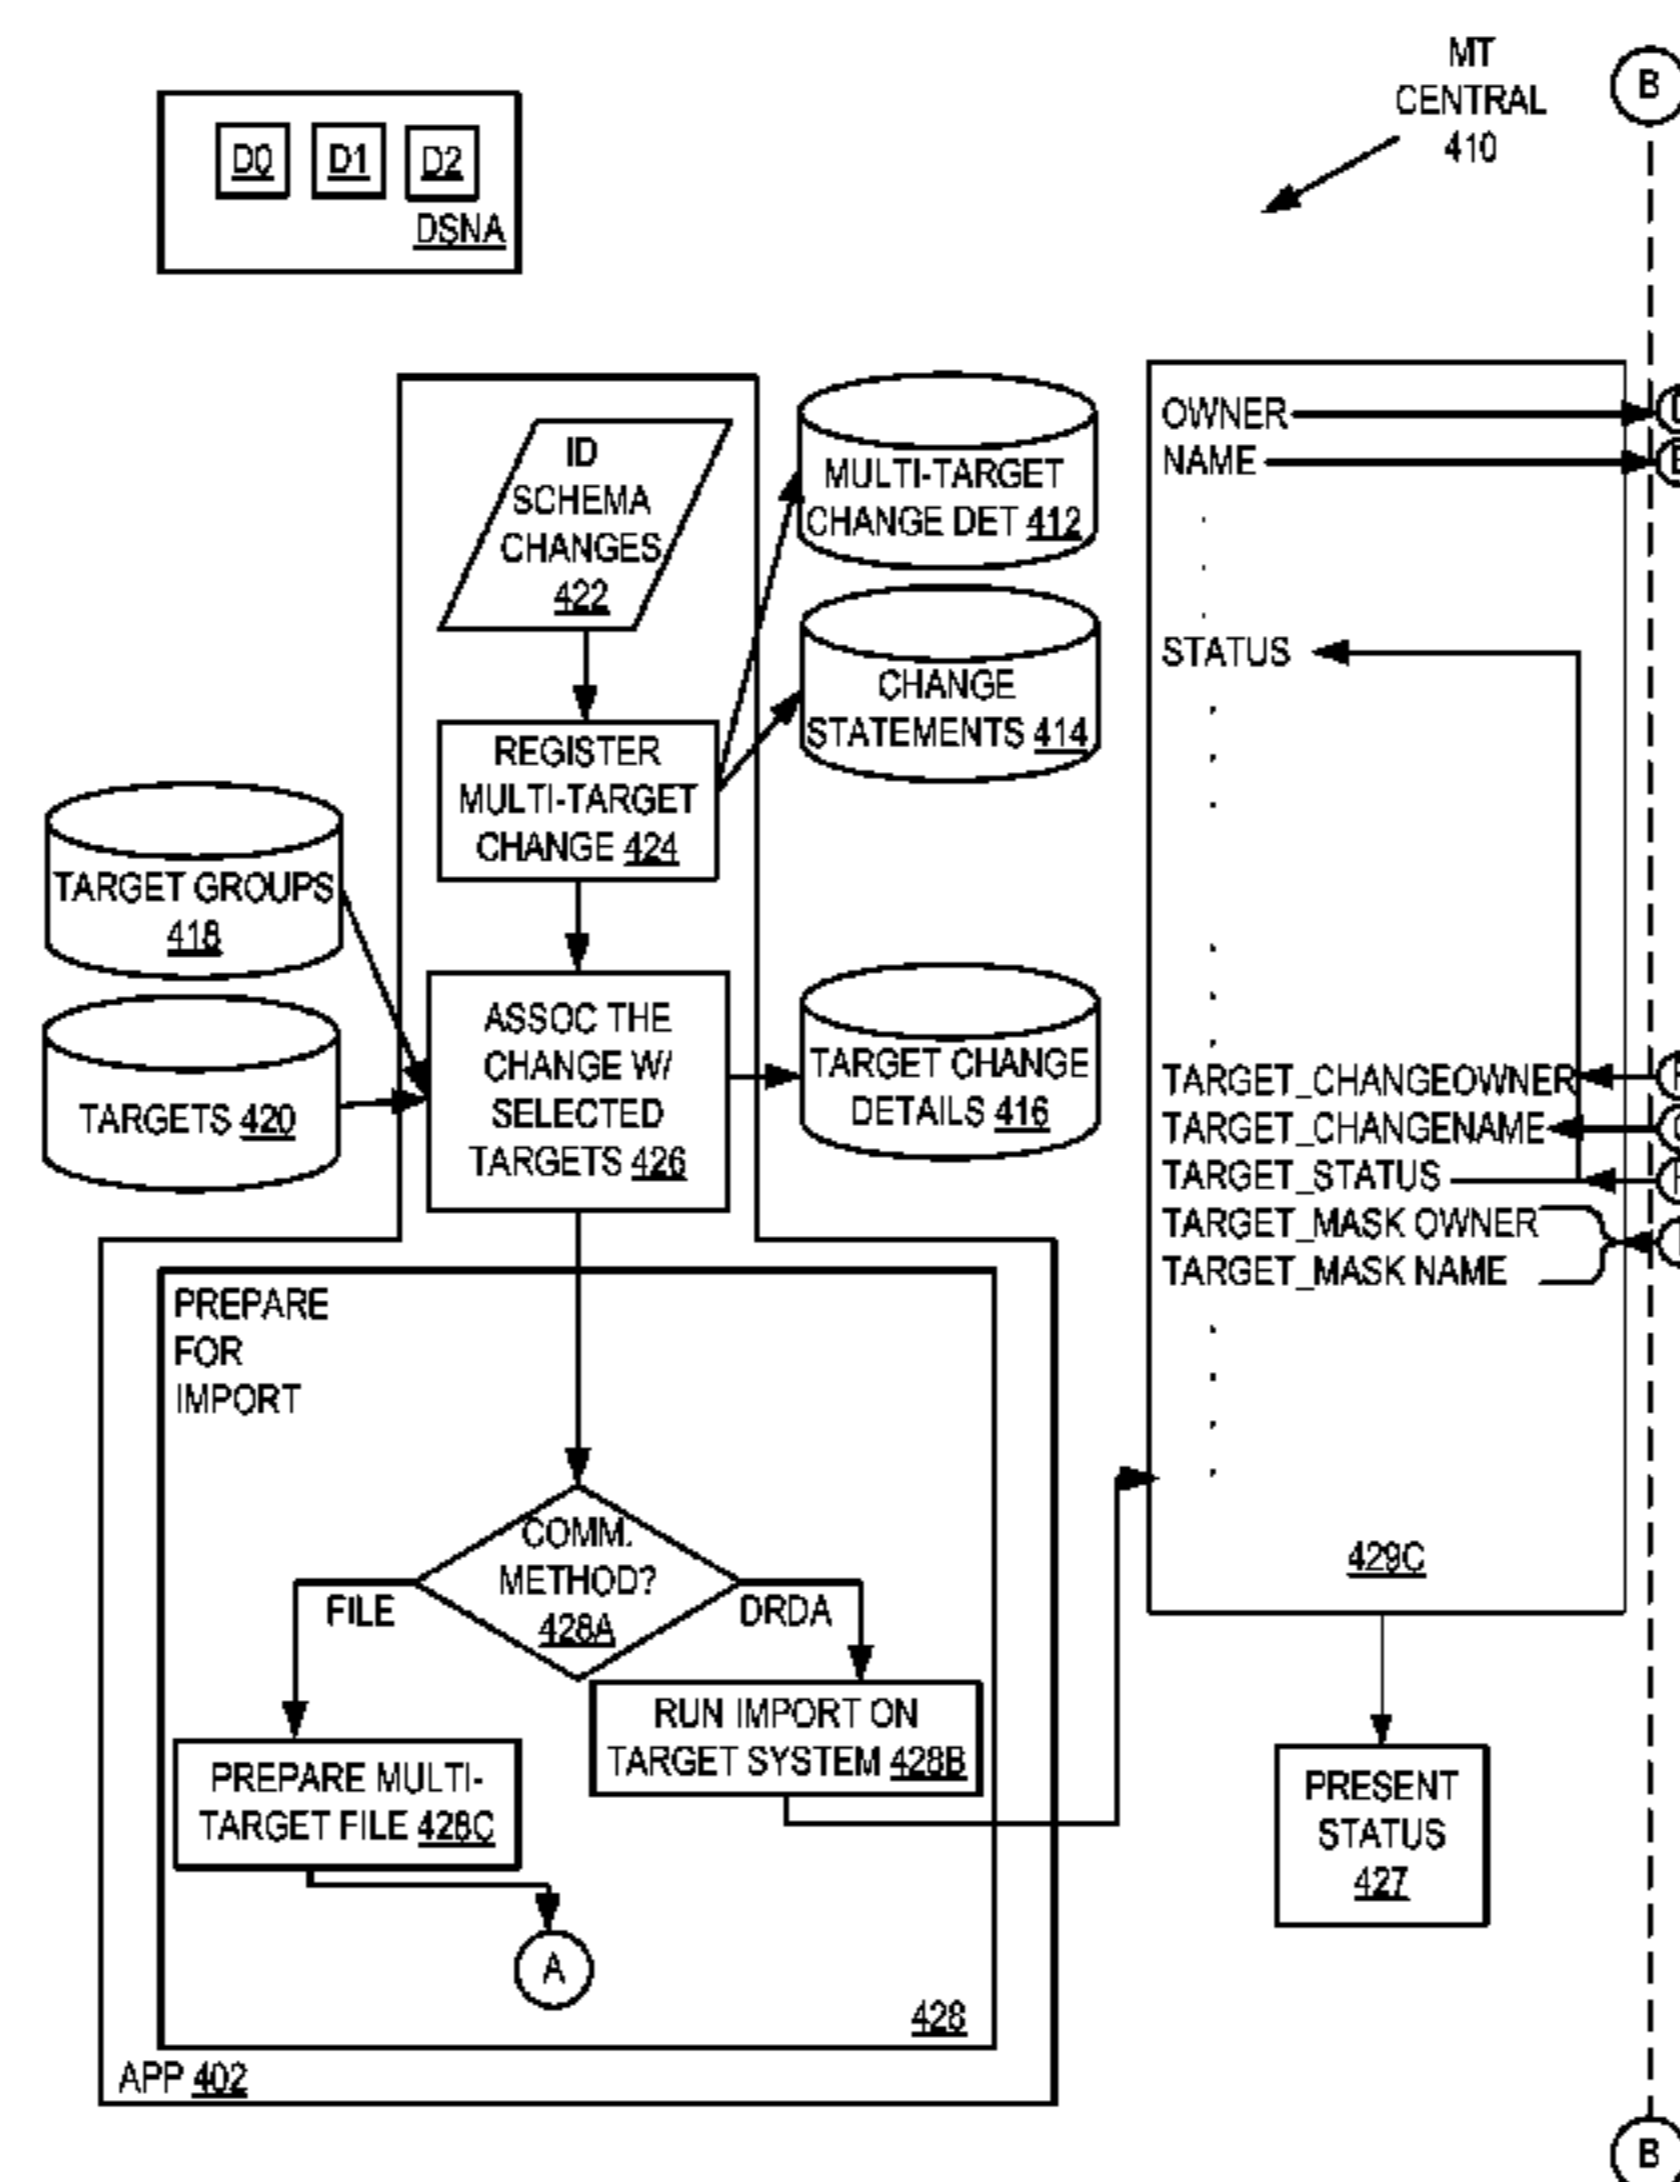 MT
CENTRAL
410
B
D0 D1 D2
DSNA
ID
SCHEMA
CHANGES
422
MULTI-TARGET
CHANGE DET 412
CHANGE
STATEMENTS 414
REGISTER
MULTI-TARGET
CHANGE 424
TARGET GROUPS
418
TARGETS 420
ASSOC THE
CHANGE W/
SELECTED
TARGETS 426
TARGET CHANGE
DETAILS 416
OWNER
NAME
STATUS
TARGET_CHANGEOWNER
TARGET_CHANGENAME
TARGET_STATUS
TARGET_MASK OWNER
TARGET_MASK NAME
429C
PREPARE
FOR
IMPORT
COMM.
METHOD?
428A
FILE
DRDA
RUN IMPORT ON
TARGET SYSTEM 428B
PREPARE MULTI-
TARGET FILE 428C
A
428
APP 402
PRESENT
STATUS
427
B